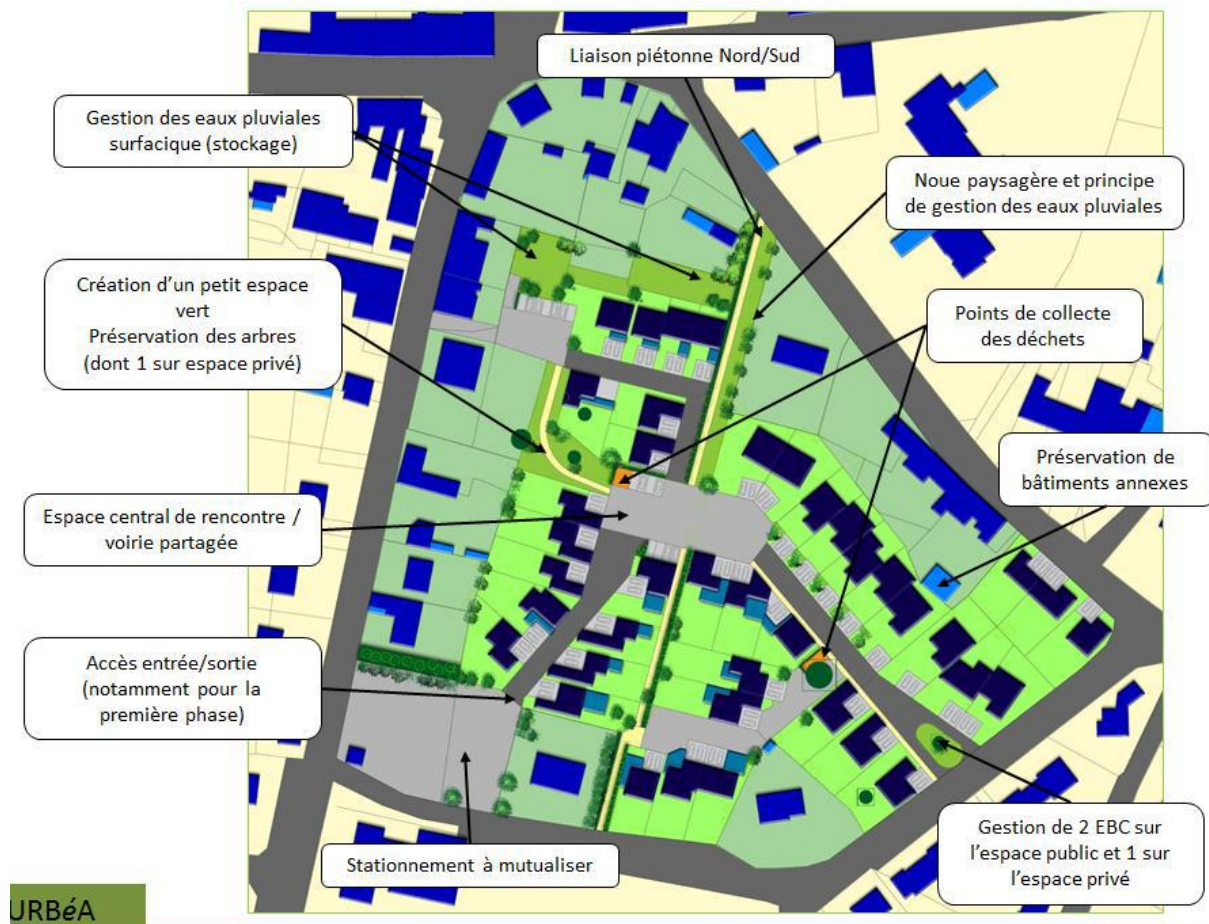 Liaison piétonne Nord/Sud
Gestion des eaux pluviales
surfacique (stockage)
Noue paysagère et principe
de gestion des eaux pluviales
Création d'un petit espace
vert
Préservation des arbres
(dont 1 sur espace privé)
Points de collecte
des déchets
Préservation de
bâtiments annexes
Espace central de rencontre /
voirie partagée
Accès entrée/sortie
(notamment pour la
première phase)
Stationnement à mutualiser
Gestion de 2 EBC sur
l'espace public et 1 sur
l'espace privé
URBéA